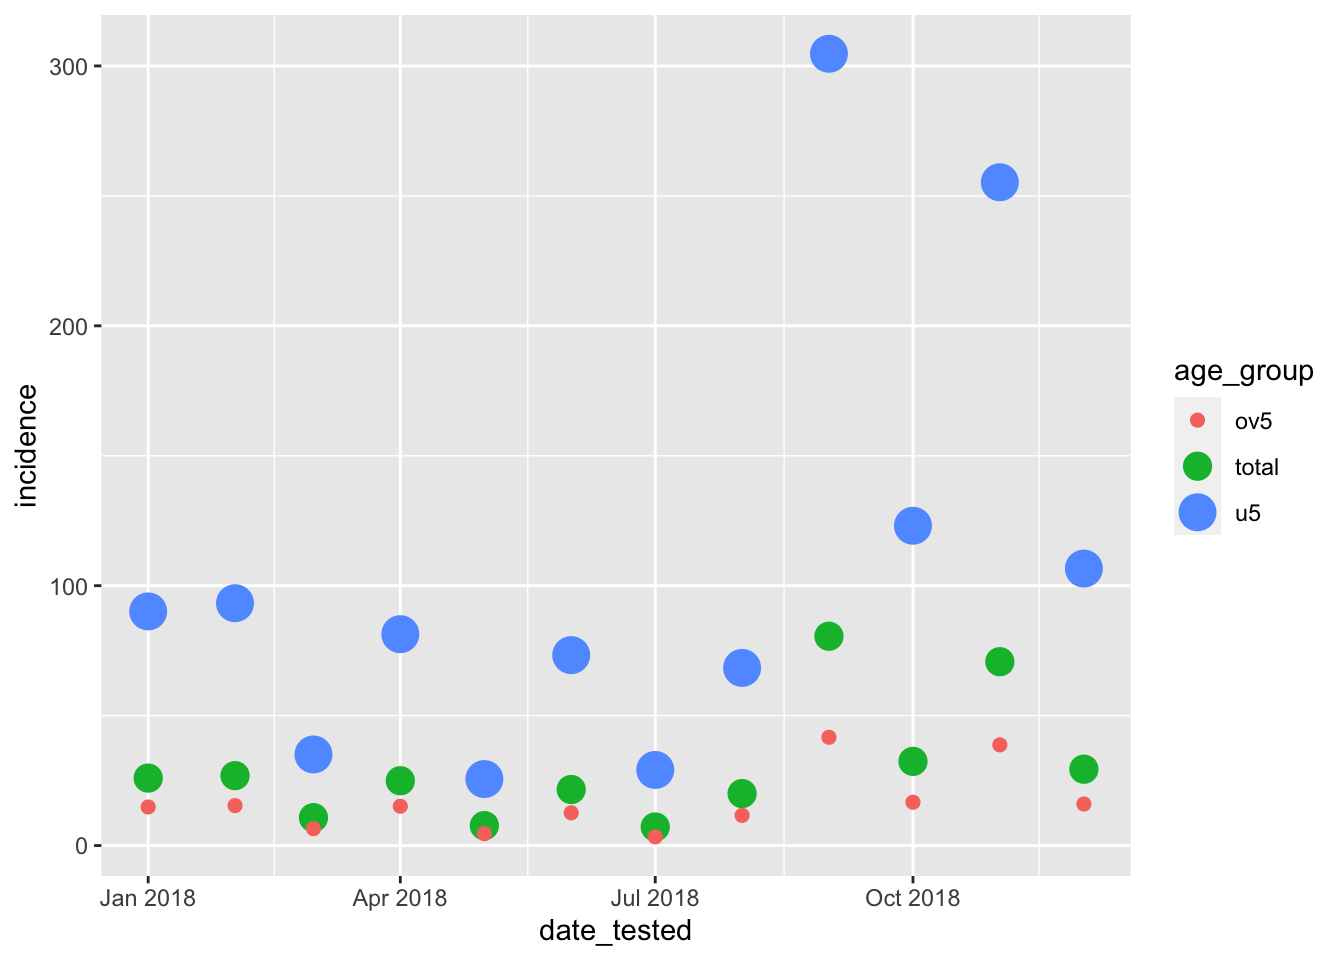 300
200
100
0
incidence
Jan 2018
Apr 2018
Jul 2018
Oct 2018
date_tested
age_group
ov5
total
u5